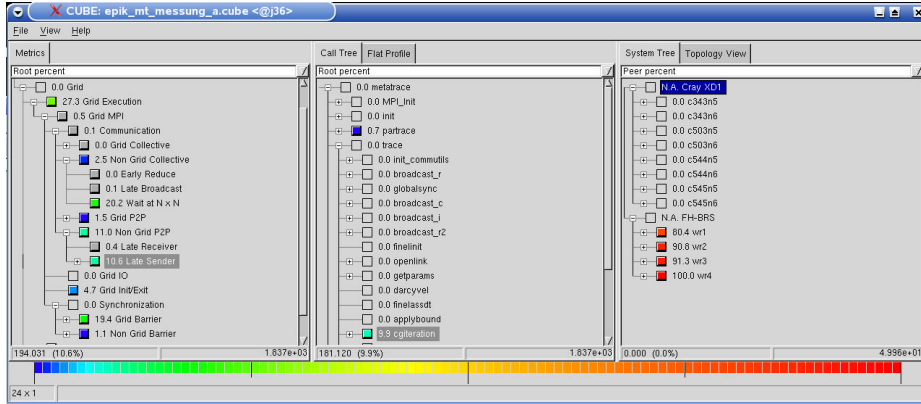 CUBE: epik_mt_messung_a.cube <@j36>
File View Help
Metrics
Root percent
0.0 Grid
27.3 Grid Execution
0.5 Grid MPI
0.1 Communication
0.0 Grid Collective
2.5 Non Grid Collective
0.0 Early Reduce
0.1 Late Broadcast
20.2 Wait at N x N
1.5 Grid P2P
11.0 Non Grid P2P
0.4 Late Receiver
10.6 Late Sender
0.0 Grid IO
4.7 Grid Init/Exit
0.0 Synchronization
19.4 Grid Barrier
1.1 Non Grid Barrier
194.031 (10.6%) 1.837e+03
Call Tree Flat Profile
Root percent
0.0 metatrace
0.0 MPI_Init
0.0 init
0.7 partrace
0.0 trace
0.0 init_commutils
0.0 broadcast_r
0.0 globalsync
0.0 broadcast_c
0.0 broadcast_i
0.0 broadcast_r2
0.0 finelinit
0.0 openlink
0.0 getparams
0.0 darcyvel
0.0 finelassdt
0.0 applybound
9.9 cgiteration
181.120 (9.9%) 1.837e+03
System Tree Topology View
Peer percent
N.A. Cray XD1
0.0 c343n5
0.0 c343n6
0.0 c503n5
0.0 c503n6
0.0 c544n5
0.0 c544n6
0.0 c545n5
0.0 c545n6
N.A. FH-BRS
80.4 wr1
90.8 wr2
91.3 wr3
100.0 wr4
0.000 (0.0%) 4.996e+01
24 x 1